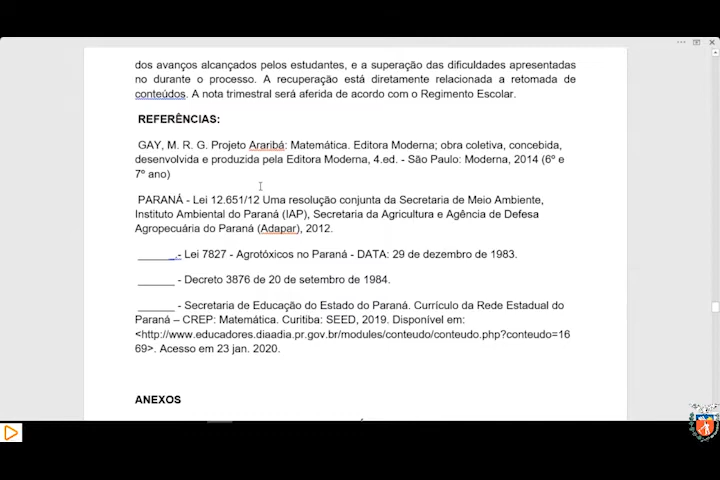 dos avanços alcançados pelos estudantes, e a superação das dificuldades apresentadas
no durante o processo. A recuperação está diretamente relacionada a retomada de
conteúdos. A nota trimestral será aferida de acordo com o Regimento Escolar.
REFERÊNCIAS:
GAY, M. R. G. Projeto Araribá: Matemática. Editora Moderna; obra coletiva, concebida,
desenvolvida e produzida pela Editora Moderna, 4.ed. - São Paulo: Moderna, 2014 (6º e
7º ano)
PARANÁ - Lei 12.651/12 Uma resolução conjunta da Secretaria de Meio Ambiente,
Instituto Ambiental do Paraná (IAP), Secretaria da Agricultura e Agência de Defesa
Agropecuária do Paraná (Adapar), 2012.
______.- Lei 7827 - Agrotóxicos no Paraná - DATA: 29 de dezembro de 1983.
______ - Decreto 3876 de 20 de setembro de 1984.
______ - Secretaria de Educação do Estado do Paraná. Currículo da Rede Estadual do
Paraná – CREP: Matemática. Curitiba: SEED, 2019. Disponível em:
<http://www.educadores.diaadia.pr.gov.br/modules/conteudo/conteudo.php?conteudo=16
69>. Acesso em 23 jan. 2020.
ANEXOS